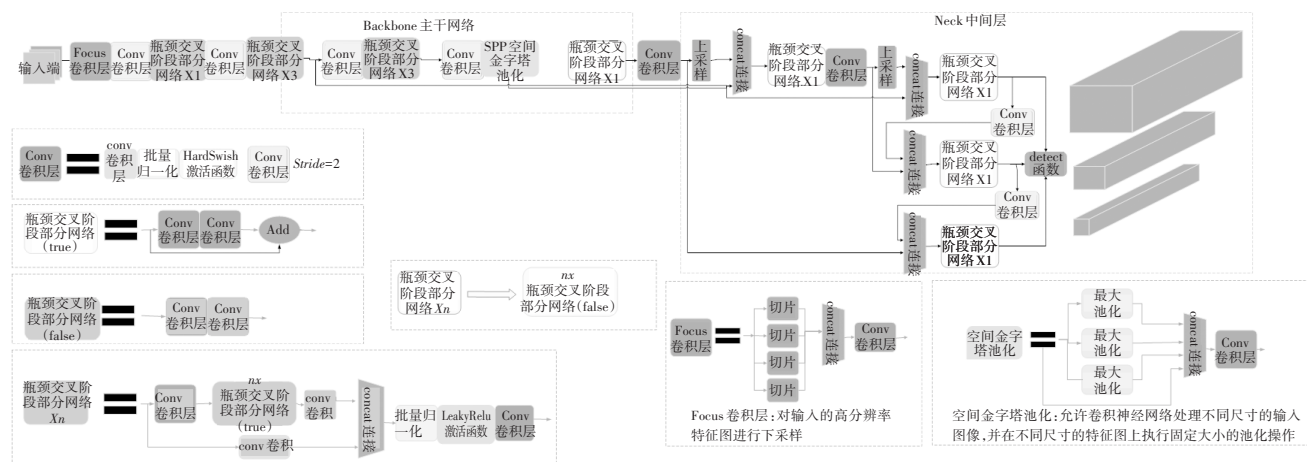 Backbone 主干网络
Neck 中间层
输入端
Focus
卷积层
Conv
卷积层
瓶颈交叉
阶段部分
网络X1
Conv
卷积层
瓶颈交叉
阶段部分
网络X3
Conv
卷积层
瓶颈交叉
阶段部分
网络X3
Conv
卷积层
SPP空间
金字塔
池化
瓶颈交叉
阶段部分
网络X1
Conv
卷积层
上采样
concat连接
瓶颈交叉
阶段部分
网络X1
Conv
卷积层
上采样
concat连接
瓶颈交叉
阶段部分
网络X1
Conv
卷积层
concat连接
瓶颈交叉
阶段部分
网络X1
detect
函数
Conv
卷积层
concat连接
瓶颈交叉
阶段部分
网络X1
Conv
卷积层
conv
卷积
层
批量
归一化
HardSwish
激活函数
Conv
卷积层
Stride=2
瓶颈交叉阶
段部分网络
(true)
Conv
卷积层
Conv
卷积层
Add
瓶颈交叉阶
段部分网络
(false)
Conv
卷积层
Conv
卷积层
瓶颈交叉
阶段部分
网络Xn
nx
瓶颈交叉阶段
部分网络(false)
瓶颈交叉阶
段部分网络
Xn
Conv
卷积层
nx
瓶颈交叉阶
段部分网络
(true)
conv
卷积
conv 卷积
concat连接
批量归
一化
LeakyRelu
激活函数
Conv
卷积层
Focus
卷积层
切片
切片
切片
切片
concat连接
Conv
卷积层
Focus 卷积层:对输入的高分辨率
特征图进行下采样
空间金字
塔池化
最大
池化
最大
池化
最大
池化
concat连接
Conv
卷积层
空间金字塔池化:允许卷积神经网络处理不同尺寸的输入
图像,并在不同尺寸的特征图上执行固定大小的池化操作